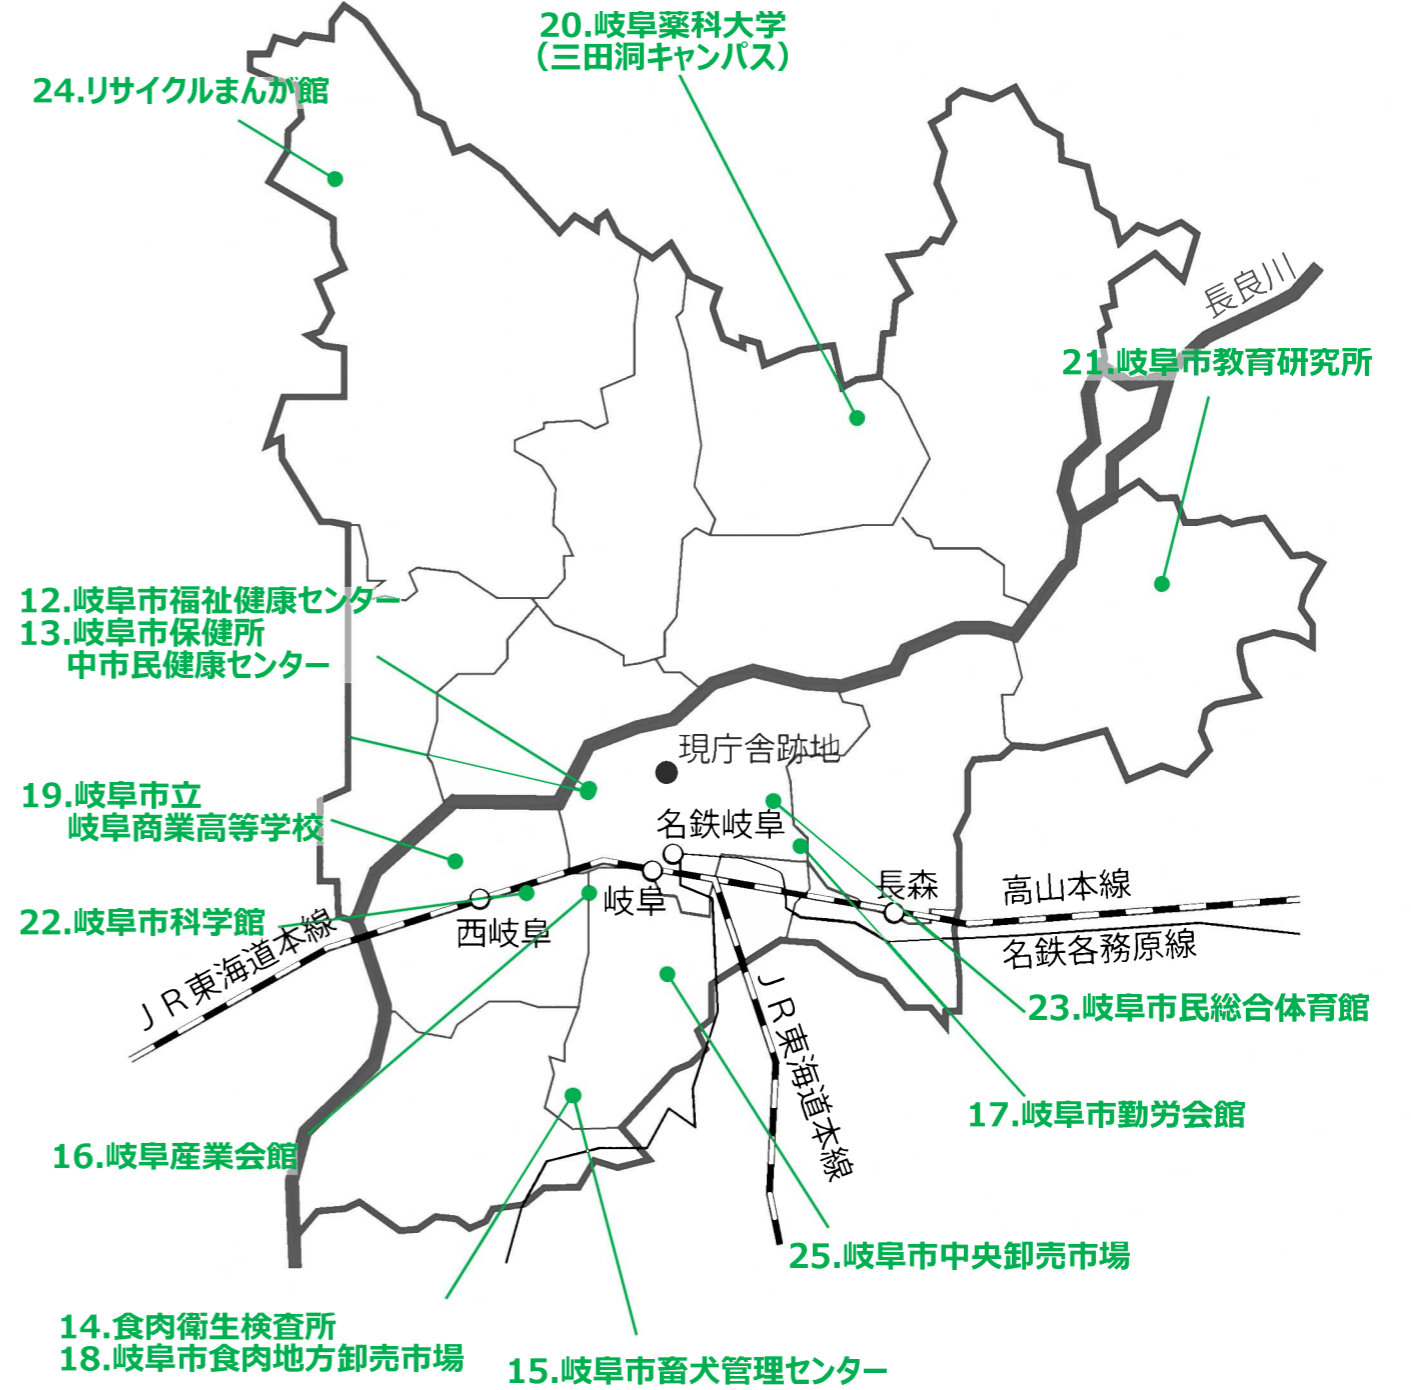 20.岐阜薬科大学
（三田洞キャンパス）
24.リサイクルまんが館
長良川
21.岐阜市教育研究所
12.岐阜市福祉健康センター
13.岐阜市保健所
中市民健康センター
現庁舎跡地
19.岐阜市立
岐阜商業高等学校
名鉄岐阜
長森
高山本線
岐阜
22.岐阜市科学館
西岐阜
名鉄各務原線
ＪＲ東海道本線
23.岐阜市民総合体育館
ＪＲ東海道本線
17.岐阜市勤労会館
16.岐阜産業会館
25.岐阜市中央卸売市場
14.食肉衛生検査所
18.岐阜市食肉地方卸売市場
15.岐阜市畜犬管理センター